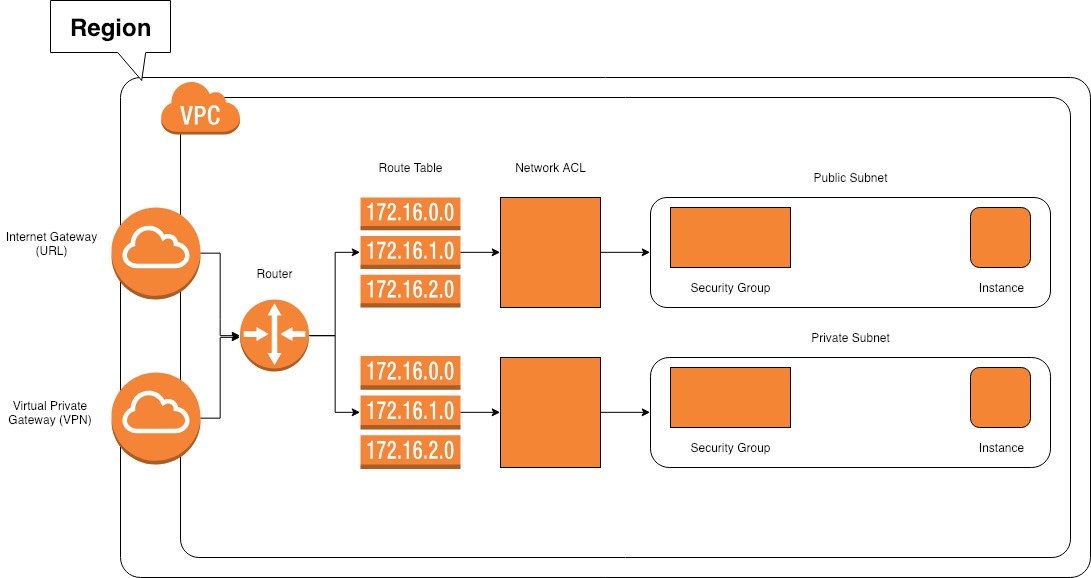 Region
VPC
Route Table
Network ACL
Public Subnet
172.16.0.0
172.16.1.0
172.16.2.0
Internet Gateway
(URL)
Router
Security Group
Instance
Private Subnet
172.16.0.0
172.16.1.0
172.16.2.0
Virtual Private
Gateway (VPN)
Security Group
Instance